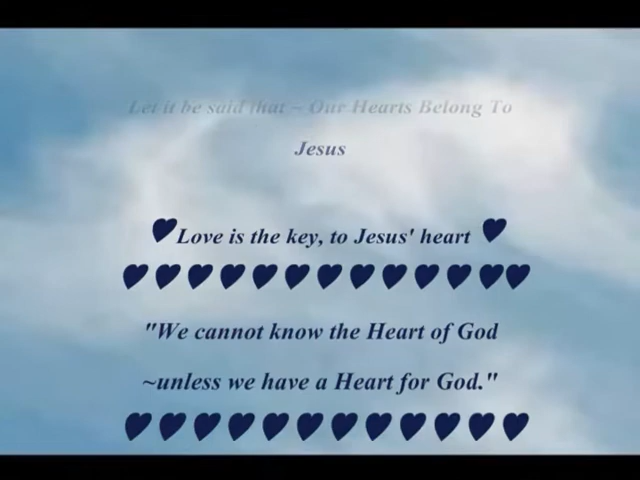 Let it be said that ~ Our Hearts Belong To
Jesus
♥Love is the key, to Jesus' heart ♥
♥♥♥♥♥♥♥♥♥♥♥♥♥
"We cannot know the Heart of God
~unless we have a Heart for God."
♥♥♥♥♥♥♥♥♥♥♥♥